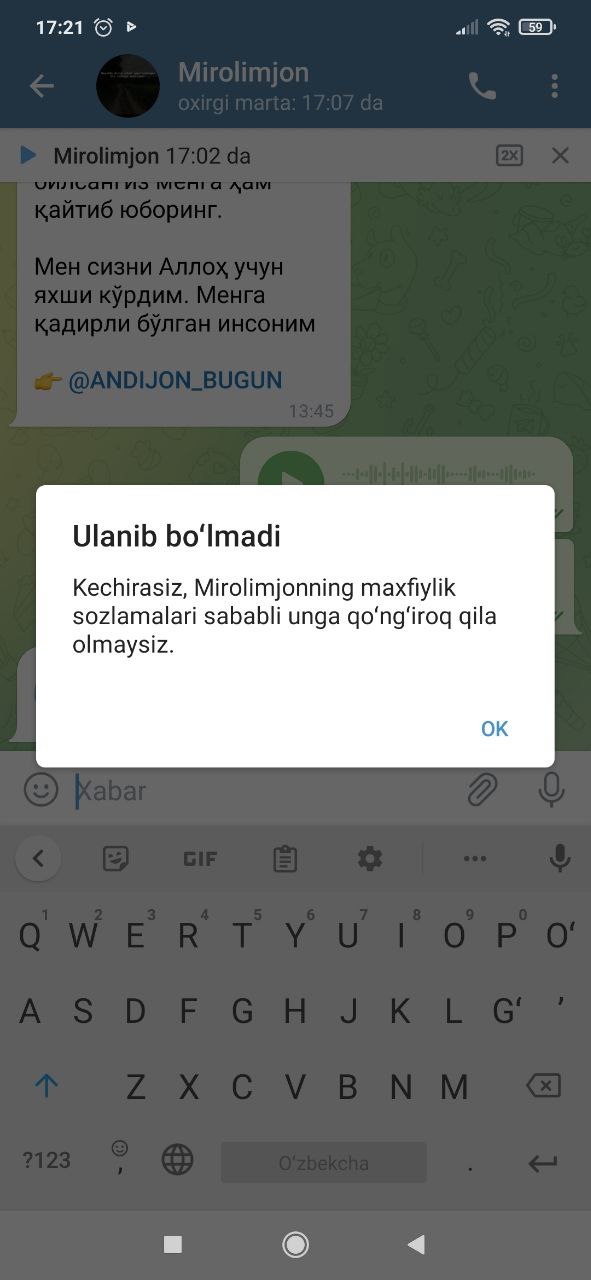 17:21
59
Mirolimjon
oxirgi marta: 17:07 da
Mirolimjon 17:02 da
2X
билсангиз менга ҳам
қайтиб юборинг.
Мен сизни Аллоҳ учун
яхши кўрдим. Менга
қадирли бўлган инсоним
👉 @ANDIJON_BUGUN
13:45
Ulanib boʻlmadi
Kechirasiz, Mirolimjonning maxfiylik
sozlamalari sababli unga qoʻngʻiroq qila
olmaysiz.
OK
Xabar
GIF
1 2 3 4 5 6 7 8 9 0
Q W E R T Y U I O P Oʻ
A S D F G H J K L Gʻ ʼ
Z X C V B N M
?123 , Oʻzbekcha .